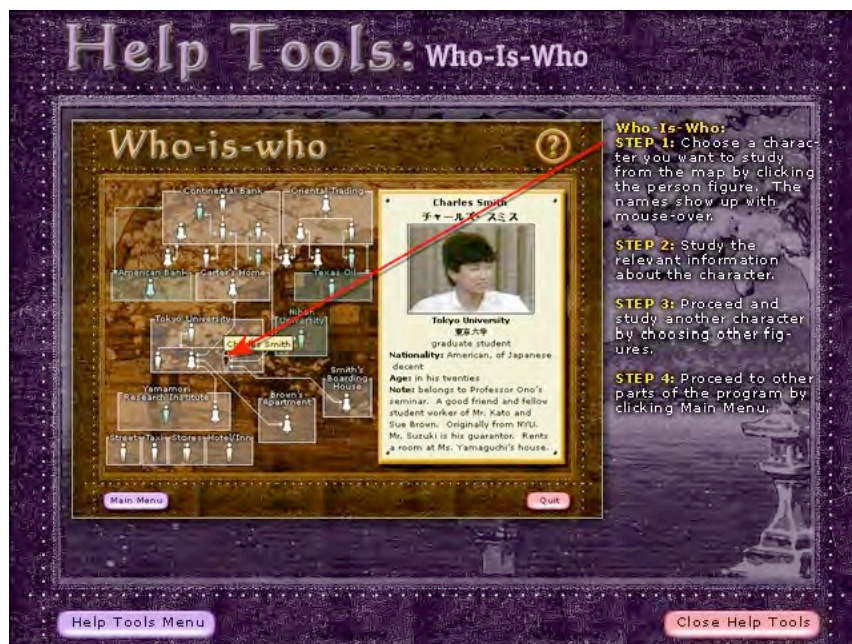 Help Tools: Who-Is-Who
Who-is-who
?
Continental Bank
Oriental Trading
American Bank
Carter's Home
Texas Oil
Tokyo University
Nihon
University
Charles Smith
Smith's
Boarding
House
Yamamori
Research Institute
Brown's
Apartment
Street
Taxi
Stores
Hotel/Inn
Charles Smith
チャールズ・スミス
Tokyo University
東京大学
graduate student
Nationality: American, of Japanese
decent
Age: in his twenties
Note: belongs to Professor Ono's
seminar. A good friend and fellow
student worker of Mr. Kato and
Sue Brown. Originally from NYU.
Mr. Suzuki is his guarantor. Rents
a room at Ms. Yamaguchi's house.
Main Menu
Quit
Who-Is-Who:
STEP 1: Choose a charac-
ter you want to study
from the map by clicking
the person figure. The
names show up with
mouse-over.
STEP 2: Study the
relevant information
about the character.
STEP 3: Proceed and
study another character
by choosing other fig-
ures.
STEP 4: Proceed to other
parts of the program by
clicking Main Menu.
Help Tools Menu
Close Help Tools